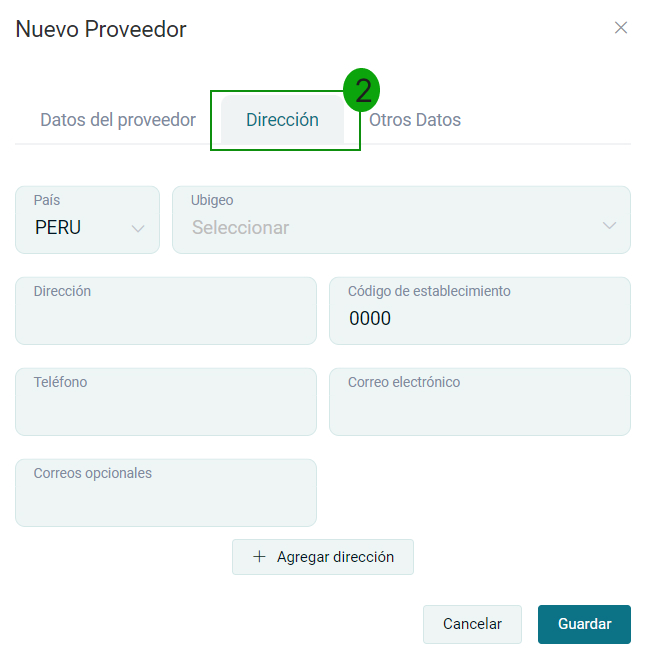 Nuevo Proveedor
2
Datos del proveedor Dirección Otros Datos
País Ubigeo
PERU Seleccionar
Dirección Código de establecimiento
0000
Teléfono Correo electrónico
Correos opcionales
+ Agregar dirección
Cancelar Guardar